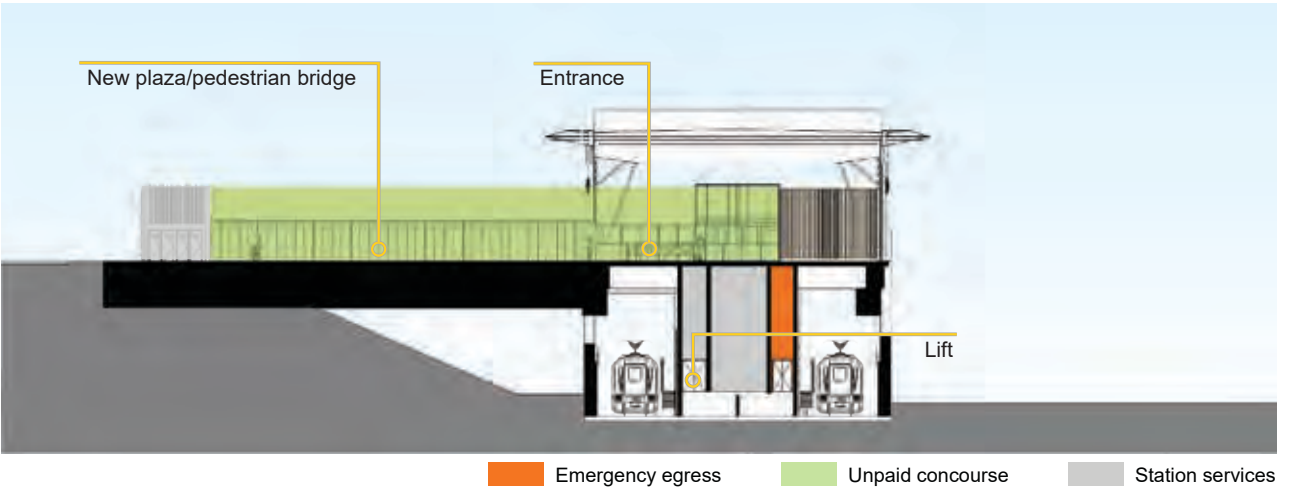 New plaza/pedestrian bridge
Entrance
Lift
Emergency egress
Unpaid concourse
Station services